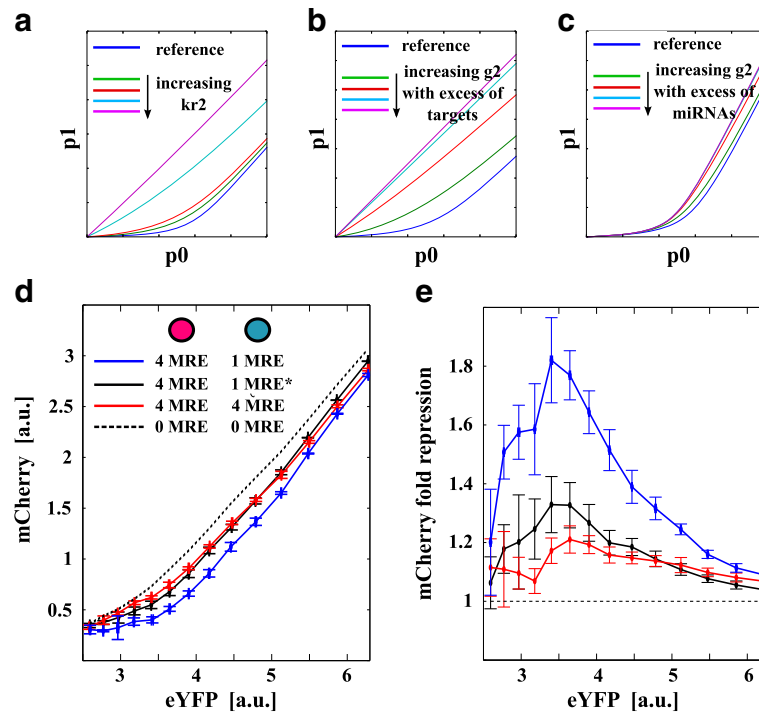 a
reference
increasing
kr2
p1
p0
b
reference
increasing g2
with excess of
targets
p1
p0
c
reference
increasing g2
with excess of
miRNAs
p1
p0
d
4 MRE 1 MRE
4 MRE 1 MRE*
4 MRE 4 MRE
0 MRE 0 MRE
3
2.5
2
1.5
1
0.5
mCherry [a.u.]
3 4 5 6
eYFP [a.u.]
e
1.8
1.6
1.4
1.2
1
mCherry fold repression
3 4 5 6
eYFP [a.u.]